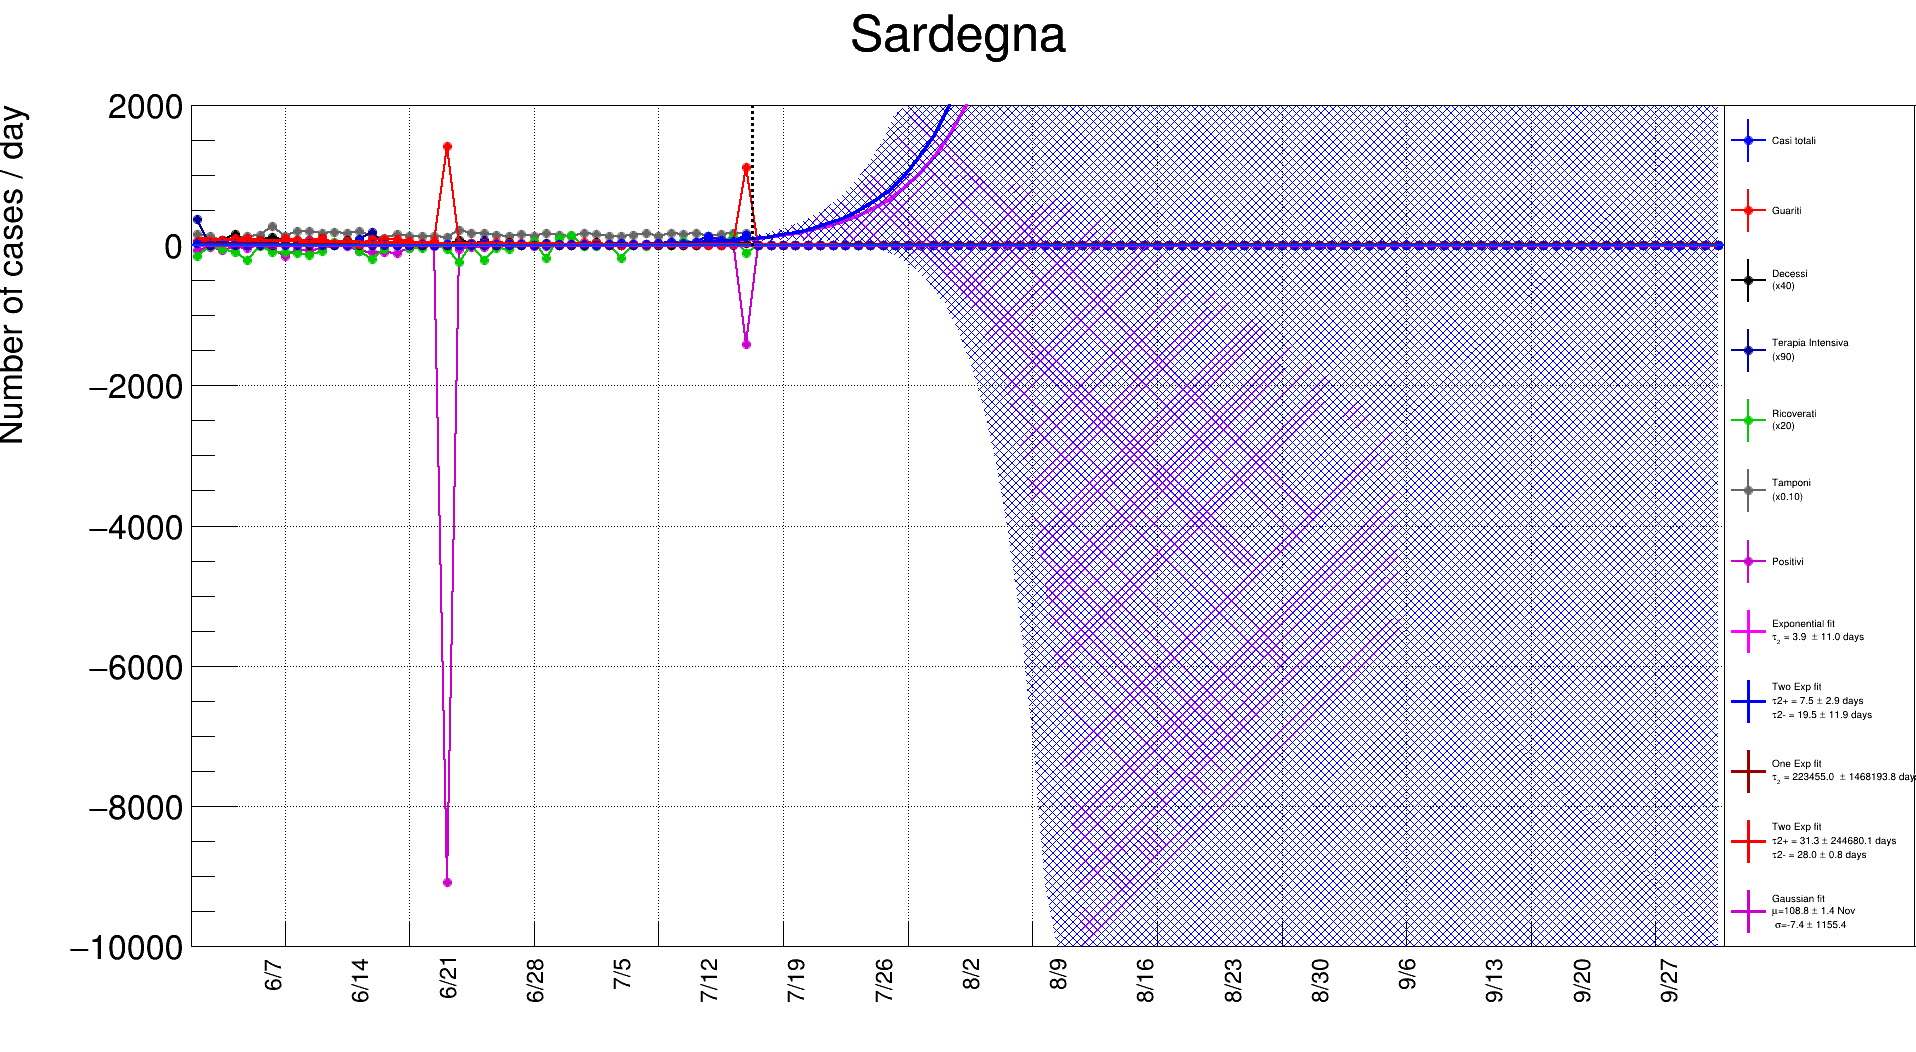 Sardegna
Number of cases / day
2000
0
−2000
−4000
−6000
−8000
−10000
6/7
6/14
6/21
6/28
7/5
7/12
7/19
7/26
8/2
8/9
8/16
8/23
8/30
9/6
9/13
9/20
9/27
Casi totali
Guariti
Decessi
(x40)
Terapia Intensiva
(x90)
Ricoverati
(x20)
Tamponi
(x0.10)
Positivi
Exponential fit
τ₂ = 3.9 ± 11.0 days
Two Exp fit
τ2+ = 7.5 ± 2.9 days
τ2- = 19.5 ± 11.9 days
One Exp fit
τ₂ = 223455.0 ± 1468193.8 day
Two Exp fit
τ2+ = 31.3 ± 244680.1 days
τ2- = 28.0 ± 0.8 days
Gaussian fit
μ=108.8 ± 1.4 Nov
σ=-7.4 ± 1155.4